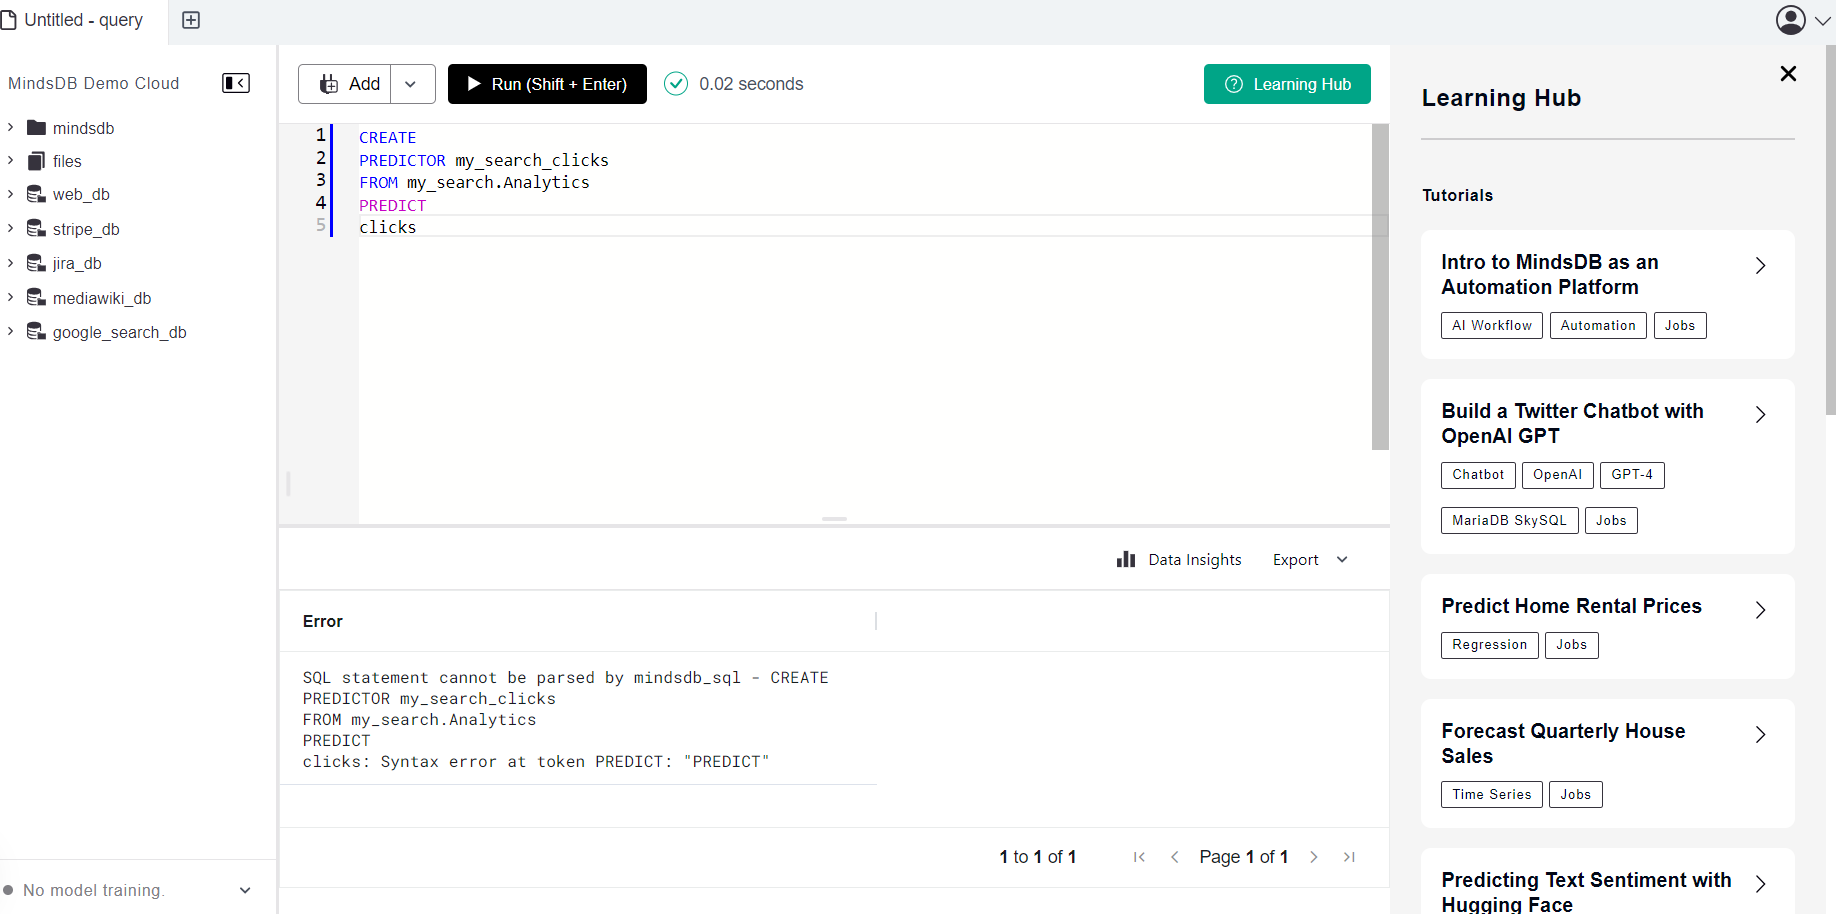 Untitled - query
MindsDB Demo Cloud
mindsdb
files
web_db
stripe_db
jira_db
mediawiki_db
google_search_db
No model training.
Add
Run (Shift + Enter)
0.02 seconds
Learning Hub
1 CREATE
2 PREDICTOR my_search_clicks
3 FROM my_search.Analytics
4 PREDICT
5 clicks
Data Insights
Export
Error
SQL statement cannot be parsed by mindsdb_sql - CREATE
PREDICTOR my_search_clicks
FROM my_search.Analytics
PREDICT
clicks: Syntax error at token PREDICT: "PREDICT"
1 to 1 of 1
Page 1 of 1
Learning Hub
Tutorials
Intro to MindsDB as an
Automation Platform
AI Workflow Automation Jobs
Build a Twitter Chatbot with
OpenAI GPT
Chatbot OpenAI GPT-4
MariaDB SkySQL Jobs
Predict Home Rental Prices
Regression Jobs
Forecast Quarterly House
Sales
Time Series Jobs
Predicting Text Sentiment with
Hugging Face